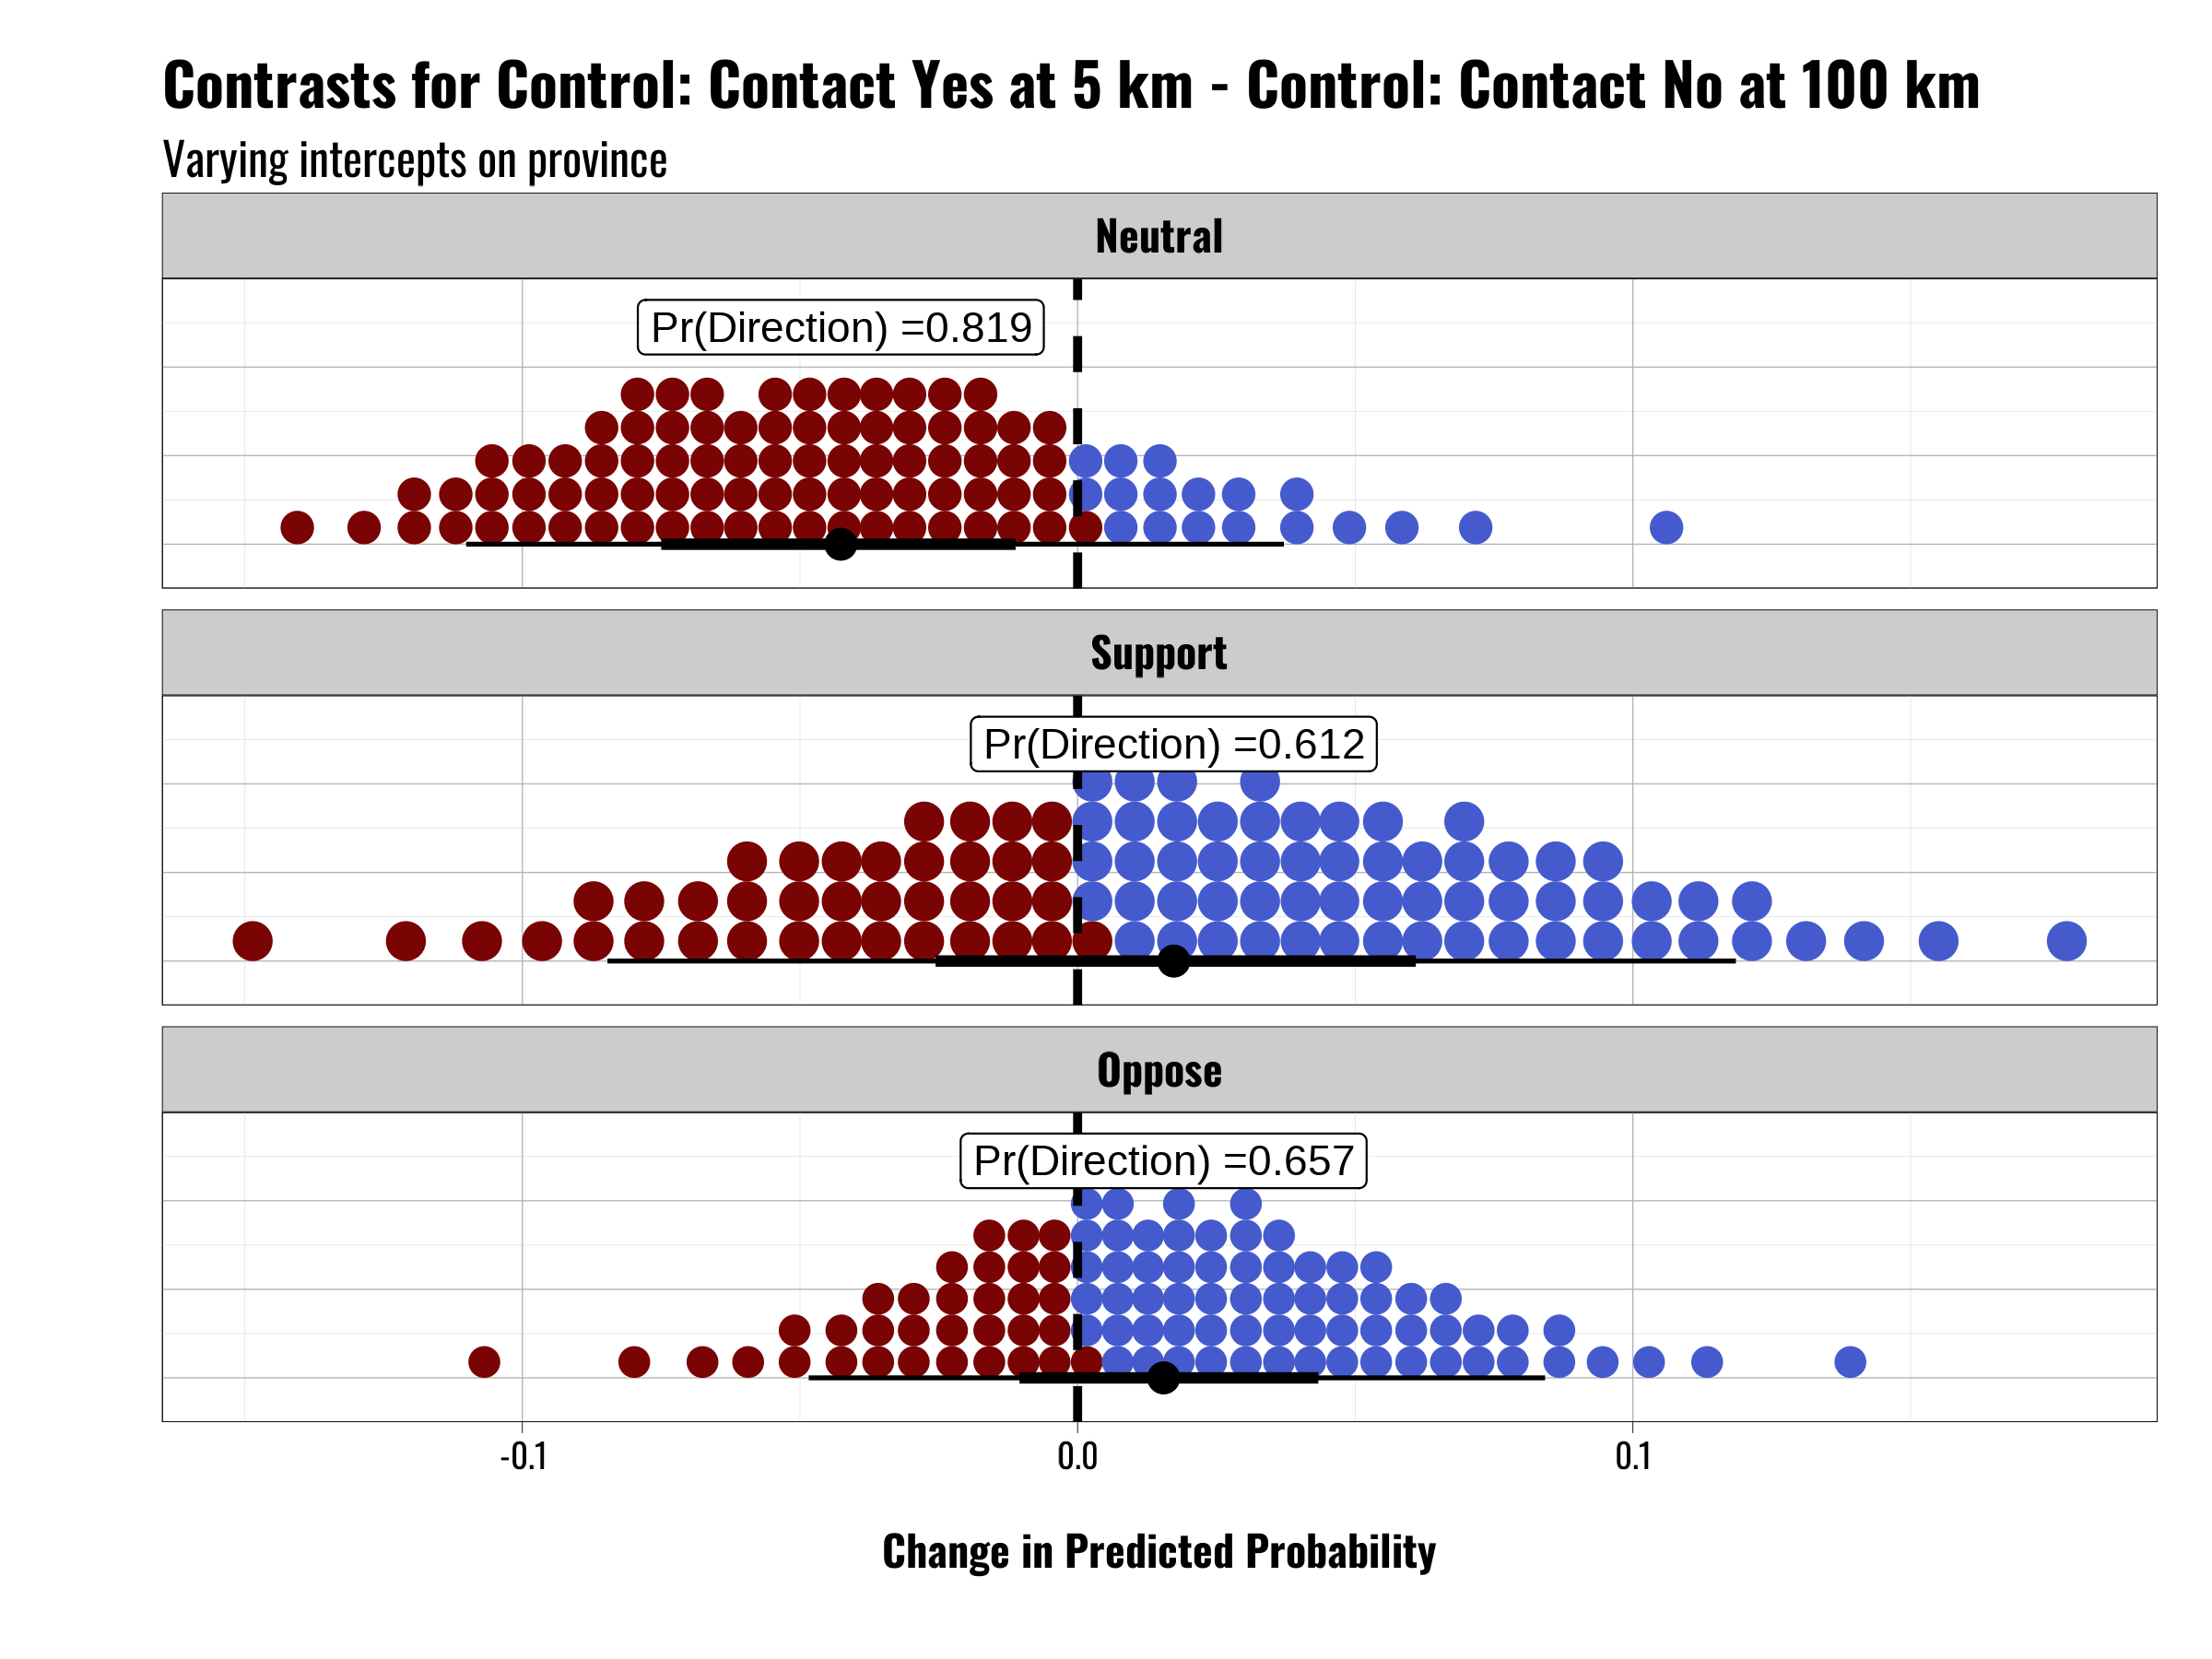 Contrasts for Control: Contact Yes at 5 km - Control: Contact No at 100 km
Varying intercepts on province
Neutral
Pr(Direction) =0.819
Support
Pr(Direction) =0.612
Oppose
Pr(Direction) =0.657
-0.1 0.0 0.1
Change in Predicted Probability